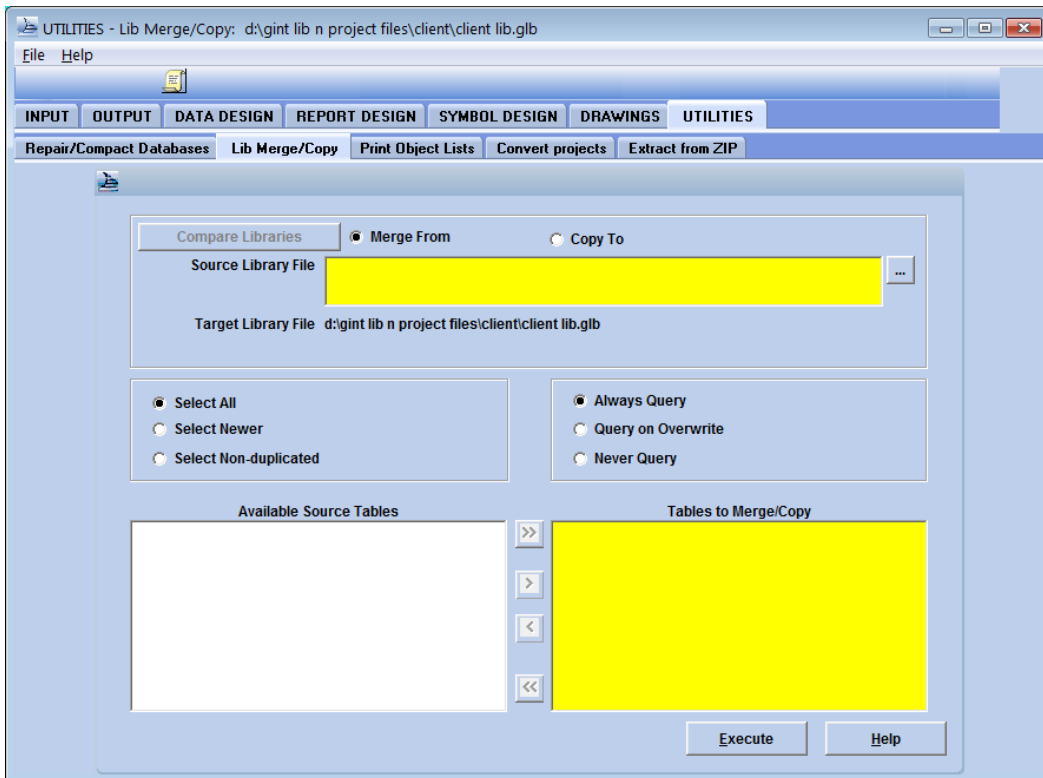 UTILITIES - Lib Merge/Copy: d:\gint lib n project files\client\client lib.glb
File Help
INPUT OUTPUT DATA DESIGN REPORT DESIGN SYMBOL DESIGN DRAWINGS UTILITIES
Repair/Compact Databases Lib Merge/Copy Print Object Lists Convert projects Extract from ZIP
Compare Libraries Merge From Copy To
Source Library File ...
Target Library File d:\gint lib n project files\client\client lib.glb
Select All Always Query
Select Newer Query on Overwrite
Select Non-duplicated Never Query
Available Source Tables Tables to Merge/Copy
>>
>
<
<<
Execute Help